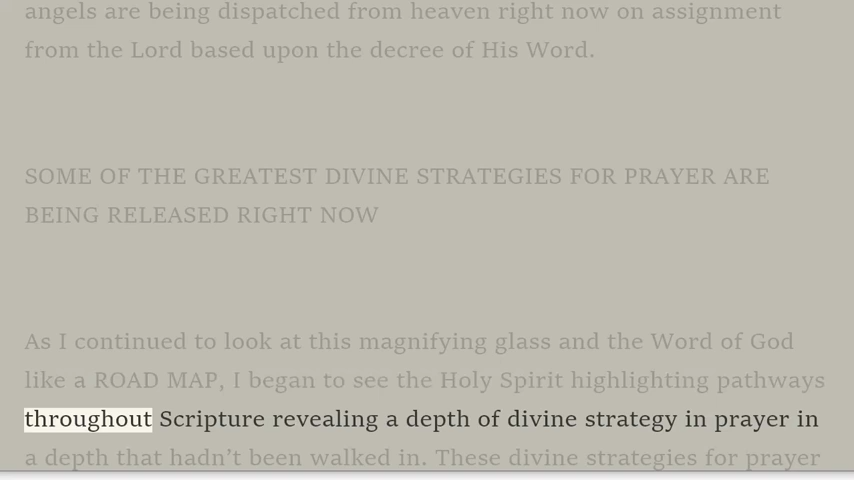 angels are being dispatched from heaven right now on assignment
from the Lord based upon the decree of His Word.
SOME OF THE GREATEST DIVINE STRATEGIES FOR PRAYER ARE
BEING RELEASED RIGHT NOW
As I continued to look at this magnifying glass and the Word of God
like a ROAD MAP, I began to see the Holy Spirit highlighting pathways
throughout Scripture revealing a depth of divine strategy in prayer in
a depth that hadn’t been walked in. These divine strategies for prayer